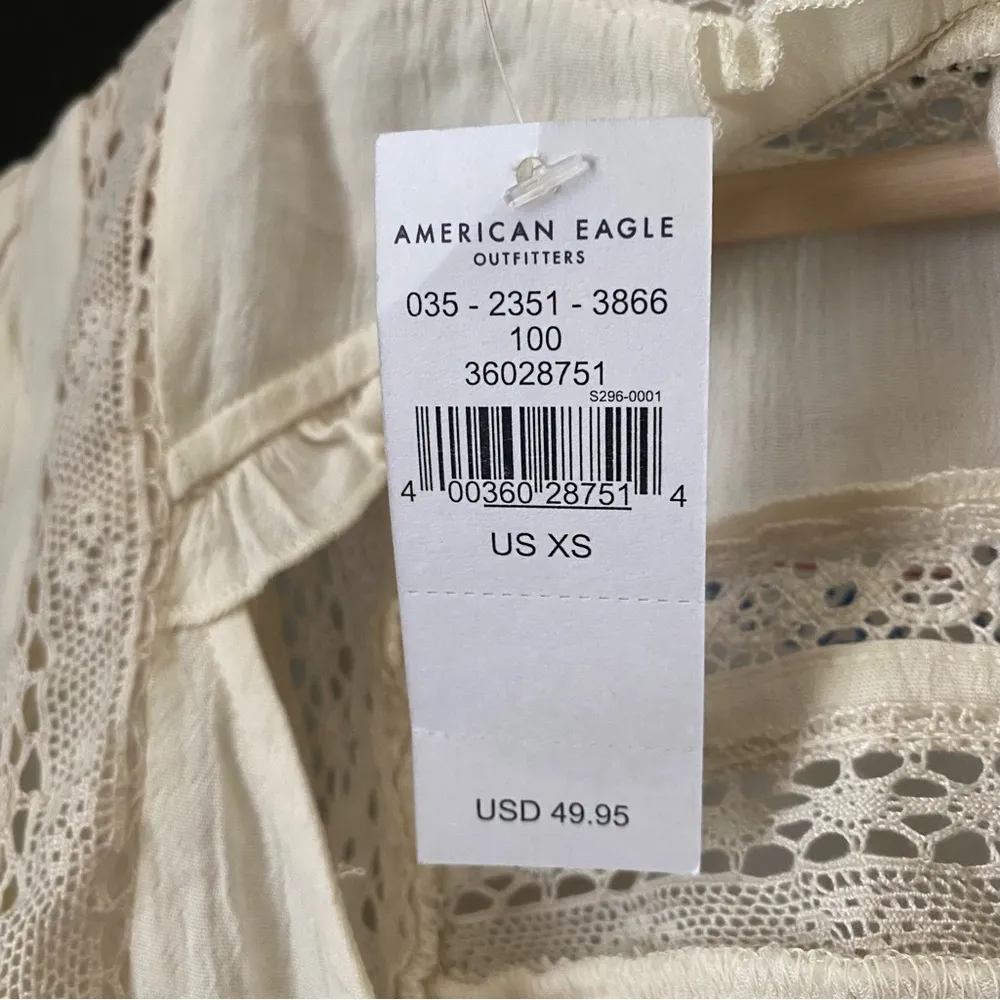 AMERICAN EAGLE
OUTFITTERS
035 - 2351 - 3866
100
36028751
S296-0001
4 00360 28751 4
US XS
USD 49.95